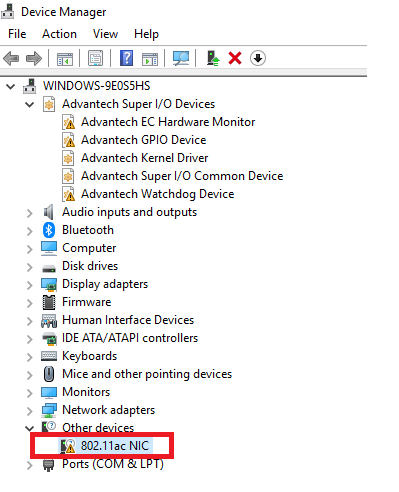 Device Manager
File Action View Help
WINDOWS-9E0S5HS
Advantech Super I/O Devices
Advantech EC Hardware Monitor
Advantech GPIO Device
Advantech Kernel Driver
Advantech Super I/O Common Device
Advantech Watchdog Device
Audio inputs and outputs
Bluetooth
Computer
Disk drives
Display adapters
Firmware
Human Interface Devices
IDE ATA/ATAPI controllers
Keyboards
Mice and other pointing devices
Monitors
Network adapters
Other devices
802.11ac NIC
Ports (COM & LPT)